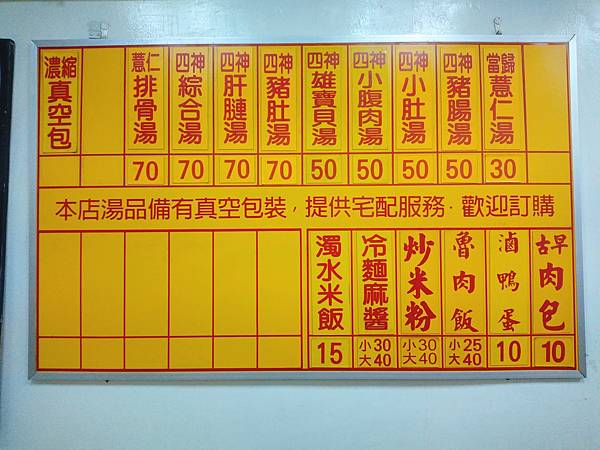 當歸薏仁湯 30
四神豬腸湯 50
四神小肚湯 50
四神小腹肉湯 50
四神雄寶貝湯 50
四神豬肚湯 70
四神肝腱湯 70
四神綜合湯 70
薏仁排骨湯 70
濃縮真空包
本店湯品備有真空包裝，提供宅配服務．歡迎訂購
古早肉包 10
滷鴨蛋 10
魯肉飯 小25 大40
炒米粉 小30 大40
冷麵麻醬 小30 大40
濁水米飯 15